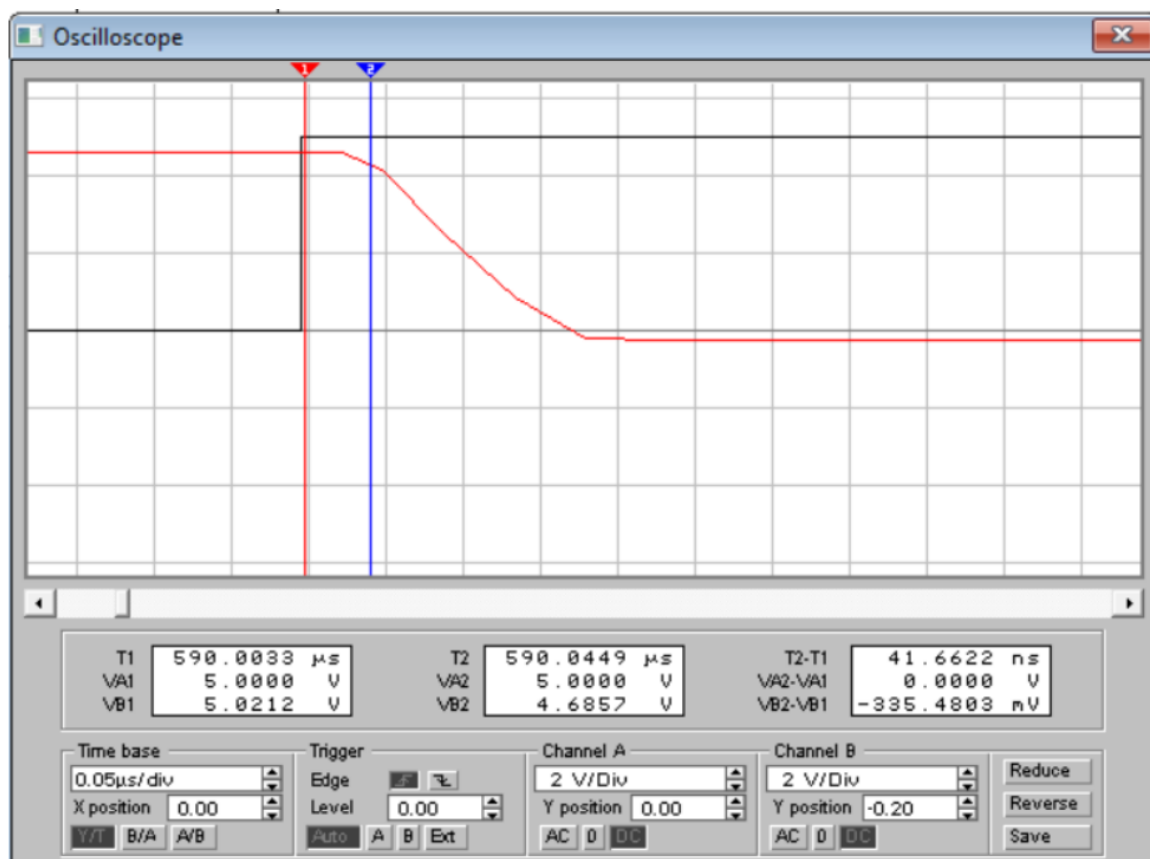 Oscilloscope
1 2
T1 590.0033 µs T2 590.0449 µs T2-T1 41.6622 ns
VA1 5.0000 V VA2 5.0000 V VA2-VA1 0.0000 V
VB1 5.0212 V VB2 4.6857 V VB2-VB1 -335.4803 mV
Time base Trigger Channel A Channel B
0.05µs/div Edge 2 V/Div 2 V/Div Reduce
X position 0.00 Level 0.00 Y position 0.00 Y position -0.20 Reverse
Y/T B/A A/B Auto A B Ext AC 0 DC AC 0 DC Save